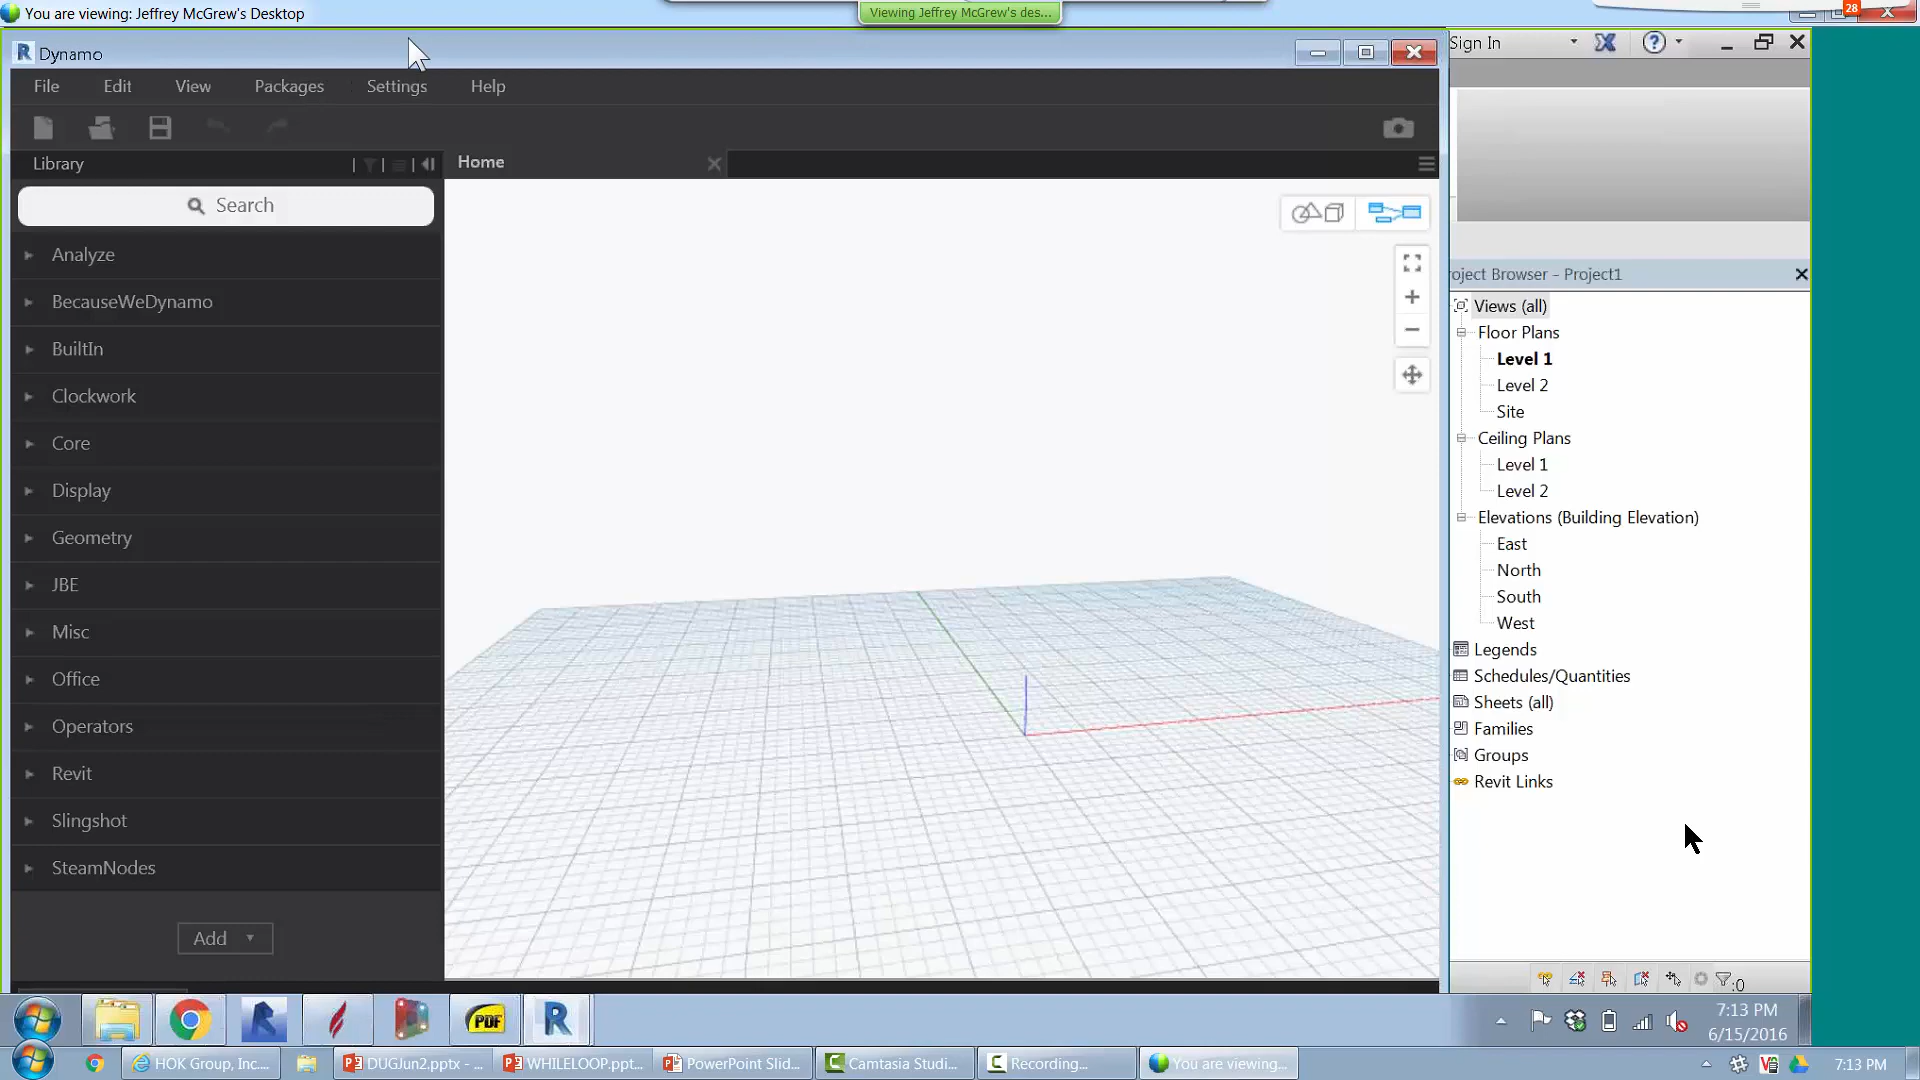 You are viewing: Jeffrey McGrew's Desktop
Viewing Jeffrey McGrew's des...
28
Dynamo
Sign In
File Edit View Packages Settings Help
Library
Home
Search
Analyze
BecauseWeDynamo
BuiltIn
Clockwork
Core
Display
Geometry
JBE
Misc
Office
Operators
Revit
Slingshot
SteamNodes
Add
oject Browser - Project1
Views (all)
Floor Plans
Level 1
Level 2
Site
Ceiling Plans
Level 1
Level 2
Elevations (Building Elevation)
East
North
South
West
Legends
Schedules/Quantities
Sheets (all)
Families
Groups
Revit Links
:0
PDF
7:13 PM
6/15/2016
HOK Group, Inc....
DUGJun2.pptx - ...
WHILELOOP.ppt...
PowerPoint Slid...
Camtasia Studi...
Recording...
You are viewing...
7:13 PM